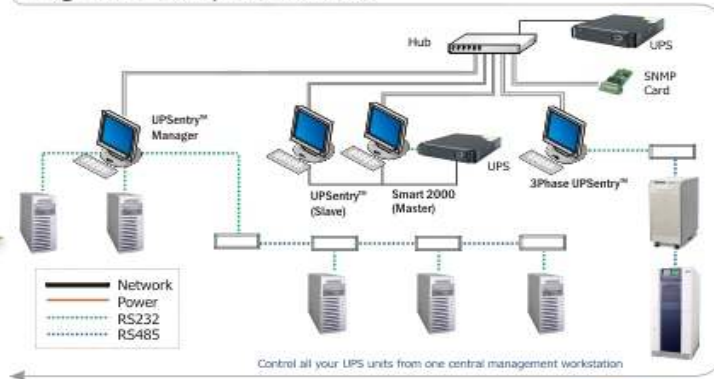 Hub
UPS
SNMP
Card
UPSentry™
Manager
UPS
UPSentry™
(Slave)
Smart 2000
(Master)
3Phase UPSentry™
Network
Power
RS232
RS485
Control all your UPS units from one central management workstation